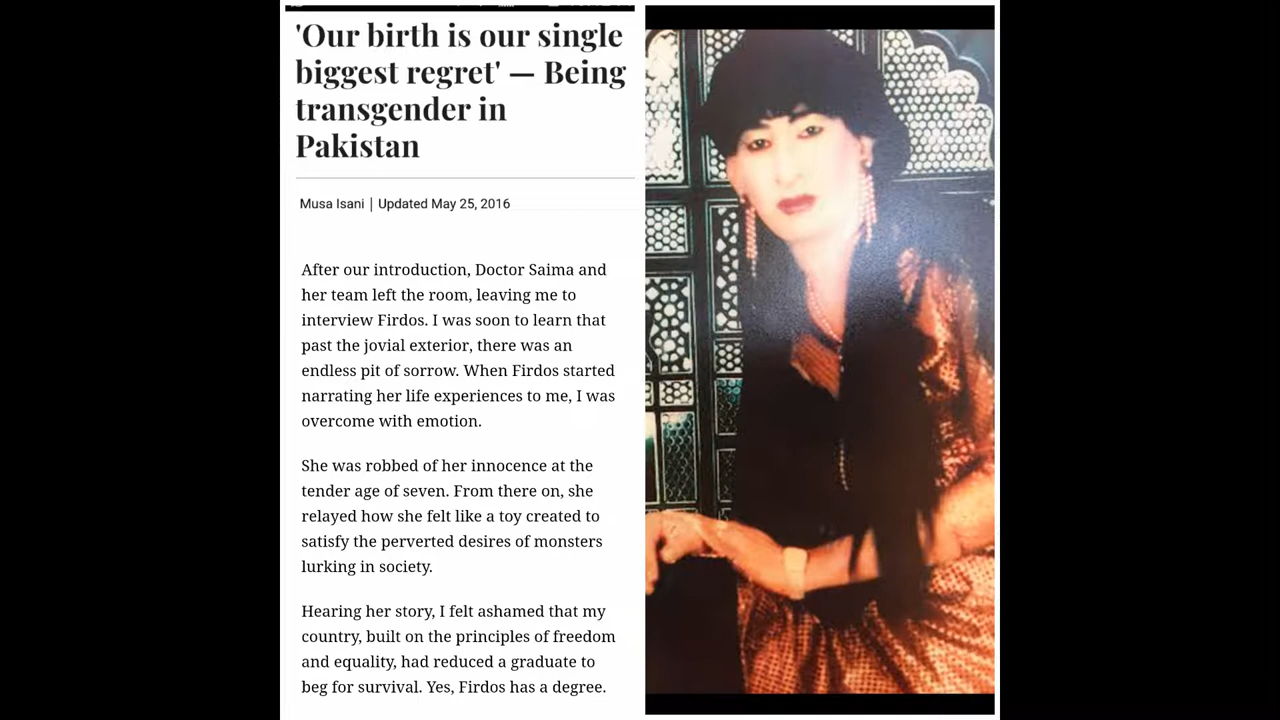 'Our birth is our single
biggest regret' — Being
transgender in
Pakistan
Musa Isani | Updated May 25, 2016
After our introduction, Doctor Saima and
her team left the room, leaving me to
interview Firdos. I was soon to learn that
past the jovial exterior, there was an
endless pit of sorrow. When Firdos started
narrating her life experiences to me, I was
overcome with emotion.
She was robbed of her innocence at the
tender age of seven. From there on, she
relayed how she felt like a toy created to
satisfy the perverted desires of monsters
lurking in society.
Hearing her story, I felt ashamed that my
country, built on the principles of freedom
and equality, had reduced a graduate to
beg for survival. Yes, Firdos has a degree.